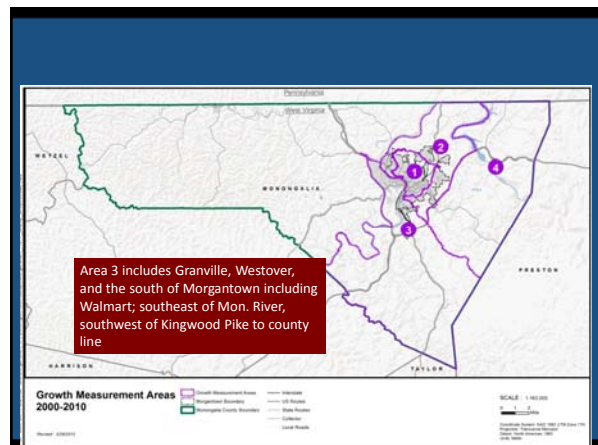 Pennsylvania
West Virginia
WETZEL
MONONGALIA
1
2
3
4
PRESTON
Area 3 includes Granville, Westover,
and the south of Morgantown including
Walmart; southeast of Mon. River,
southwest of Kingwood Pike to county
line
HARRISON
TAYLOR
Growth Measurement Areas
2000-2010
Growth Measurement Areas
Morgantown Boundary
Monongalia County Boundary
Interstate
US Routes
State Routes
Collector
Local Roads
SCALE :
0 1 2
Miles